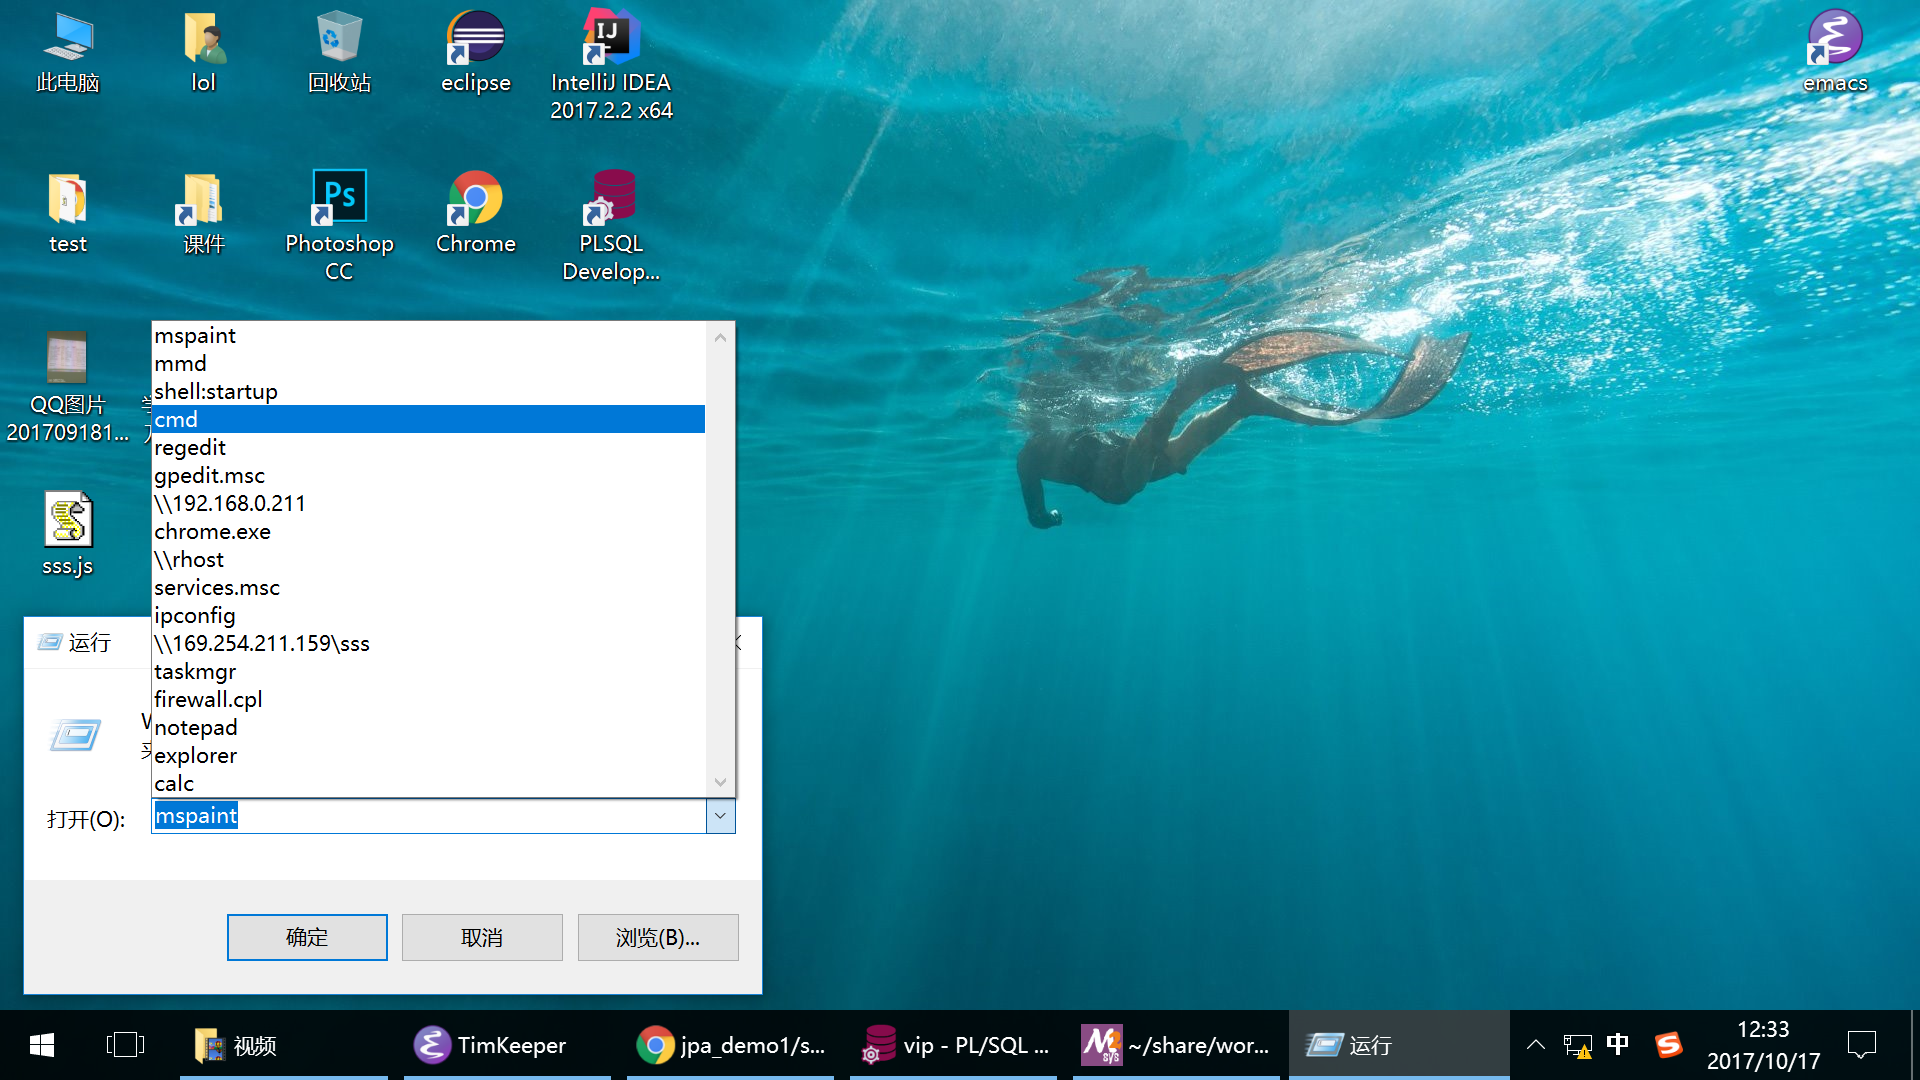 此电脑
lol
回收站
eclipse
IntelliJ IDEA
2017.2.2 x64
emacs
test
课件
Photoshop
CC
Chrome
PLSQL
Develop...
QQ图片
201709181...
sss.js
mspaint
mmd
shell:startup
cmd
regedit
gpedit.msc
\\192.168.0.211
chrome.exe
\\rhost
services.msc
ipconfig
\\169.254.211.159\sss
taskmgr
firewall.cpl
notepad
explorer
calc
运行
打开(O):
mspaint
确定
取消
浏览(B)...
视频
TimKeeper
jpa_demo1/s...
vip - PL/SQL ...
~/share/wor...
运行
中
12:33
2017/10/17